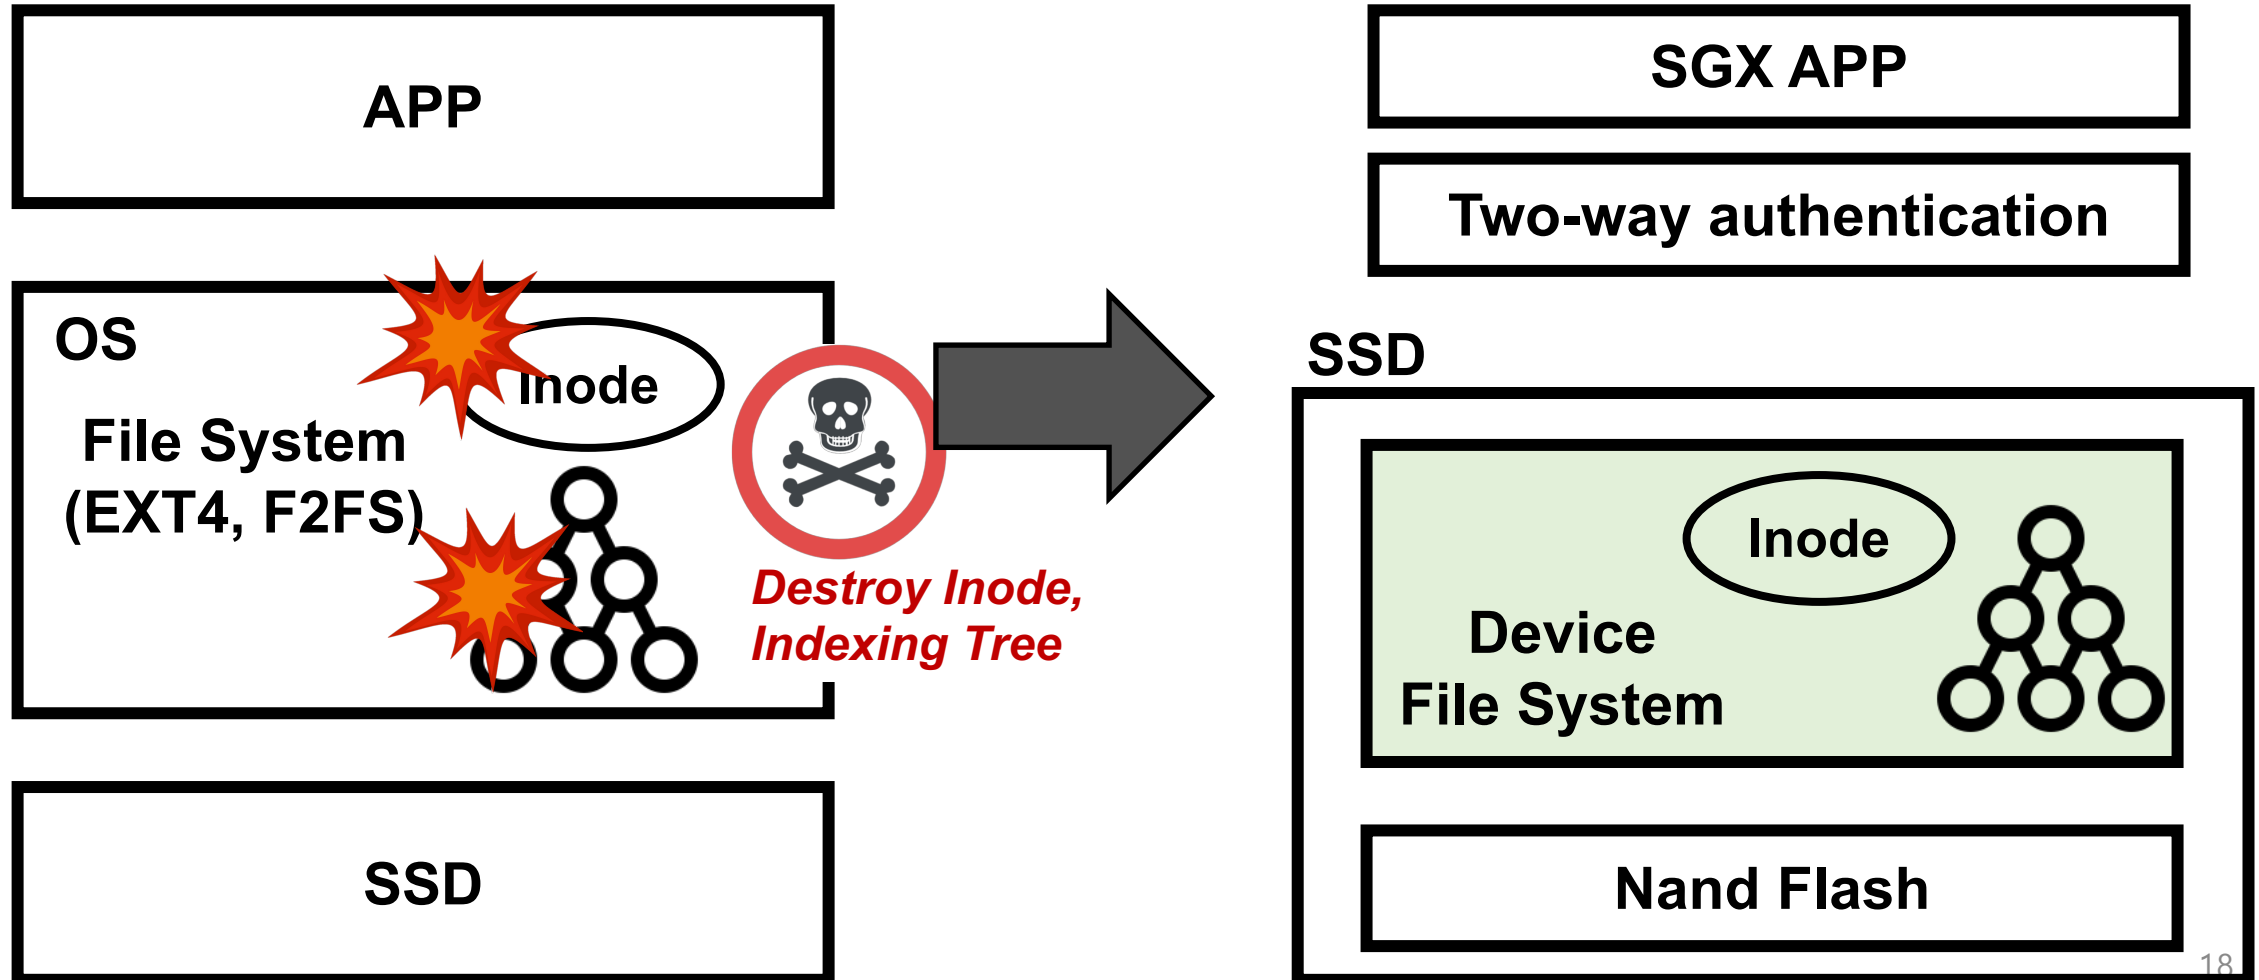 APP
OS
Inode
File System
(EXT4, F2FS)
Destroy Inode,
Indexing Tree
SSD
SGX APP
Two-way authentication
SSD
Inode
Device
File System
Nand Flash
18